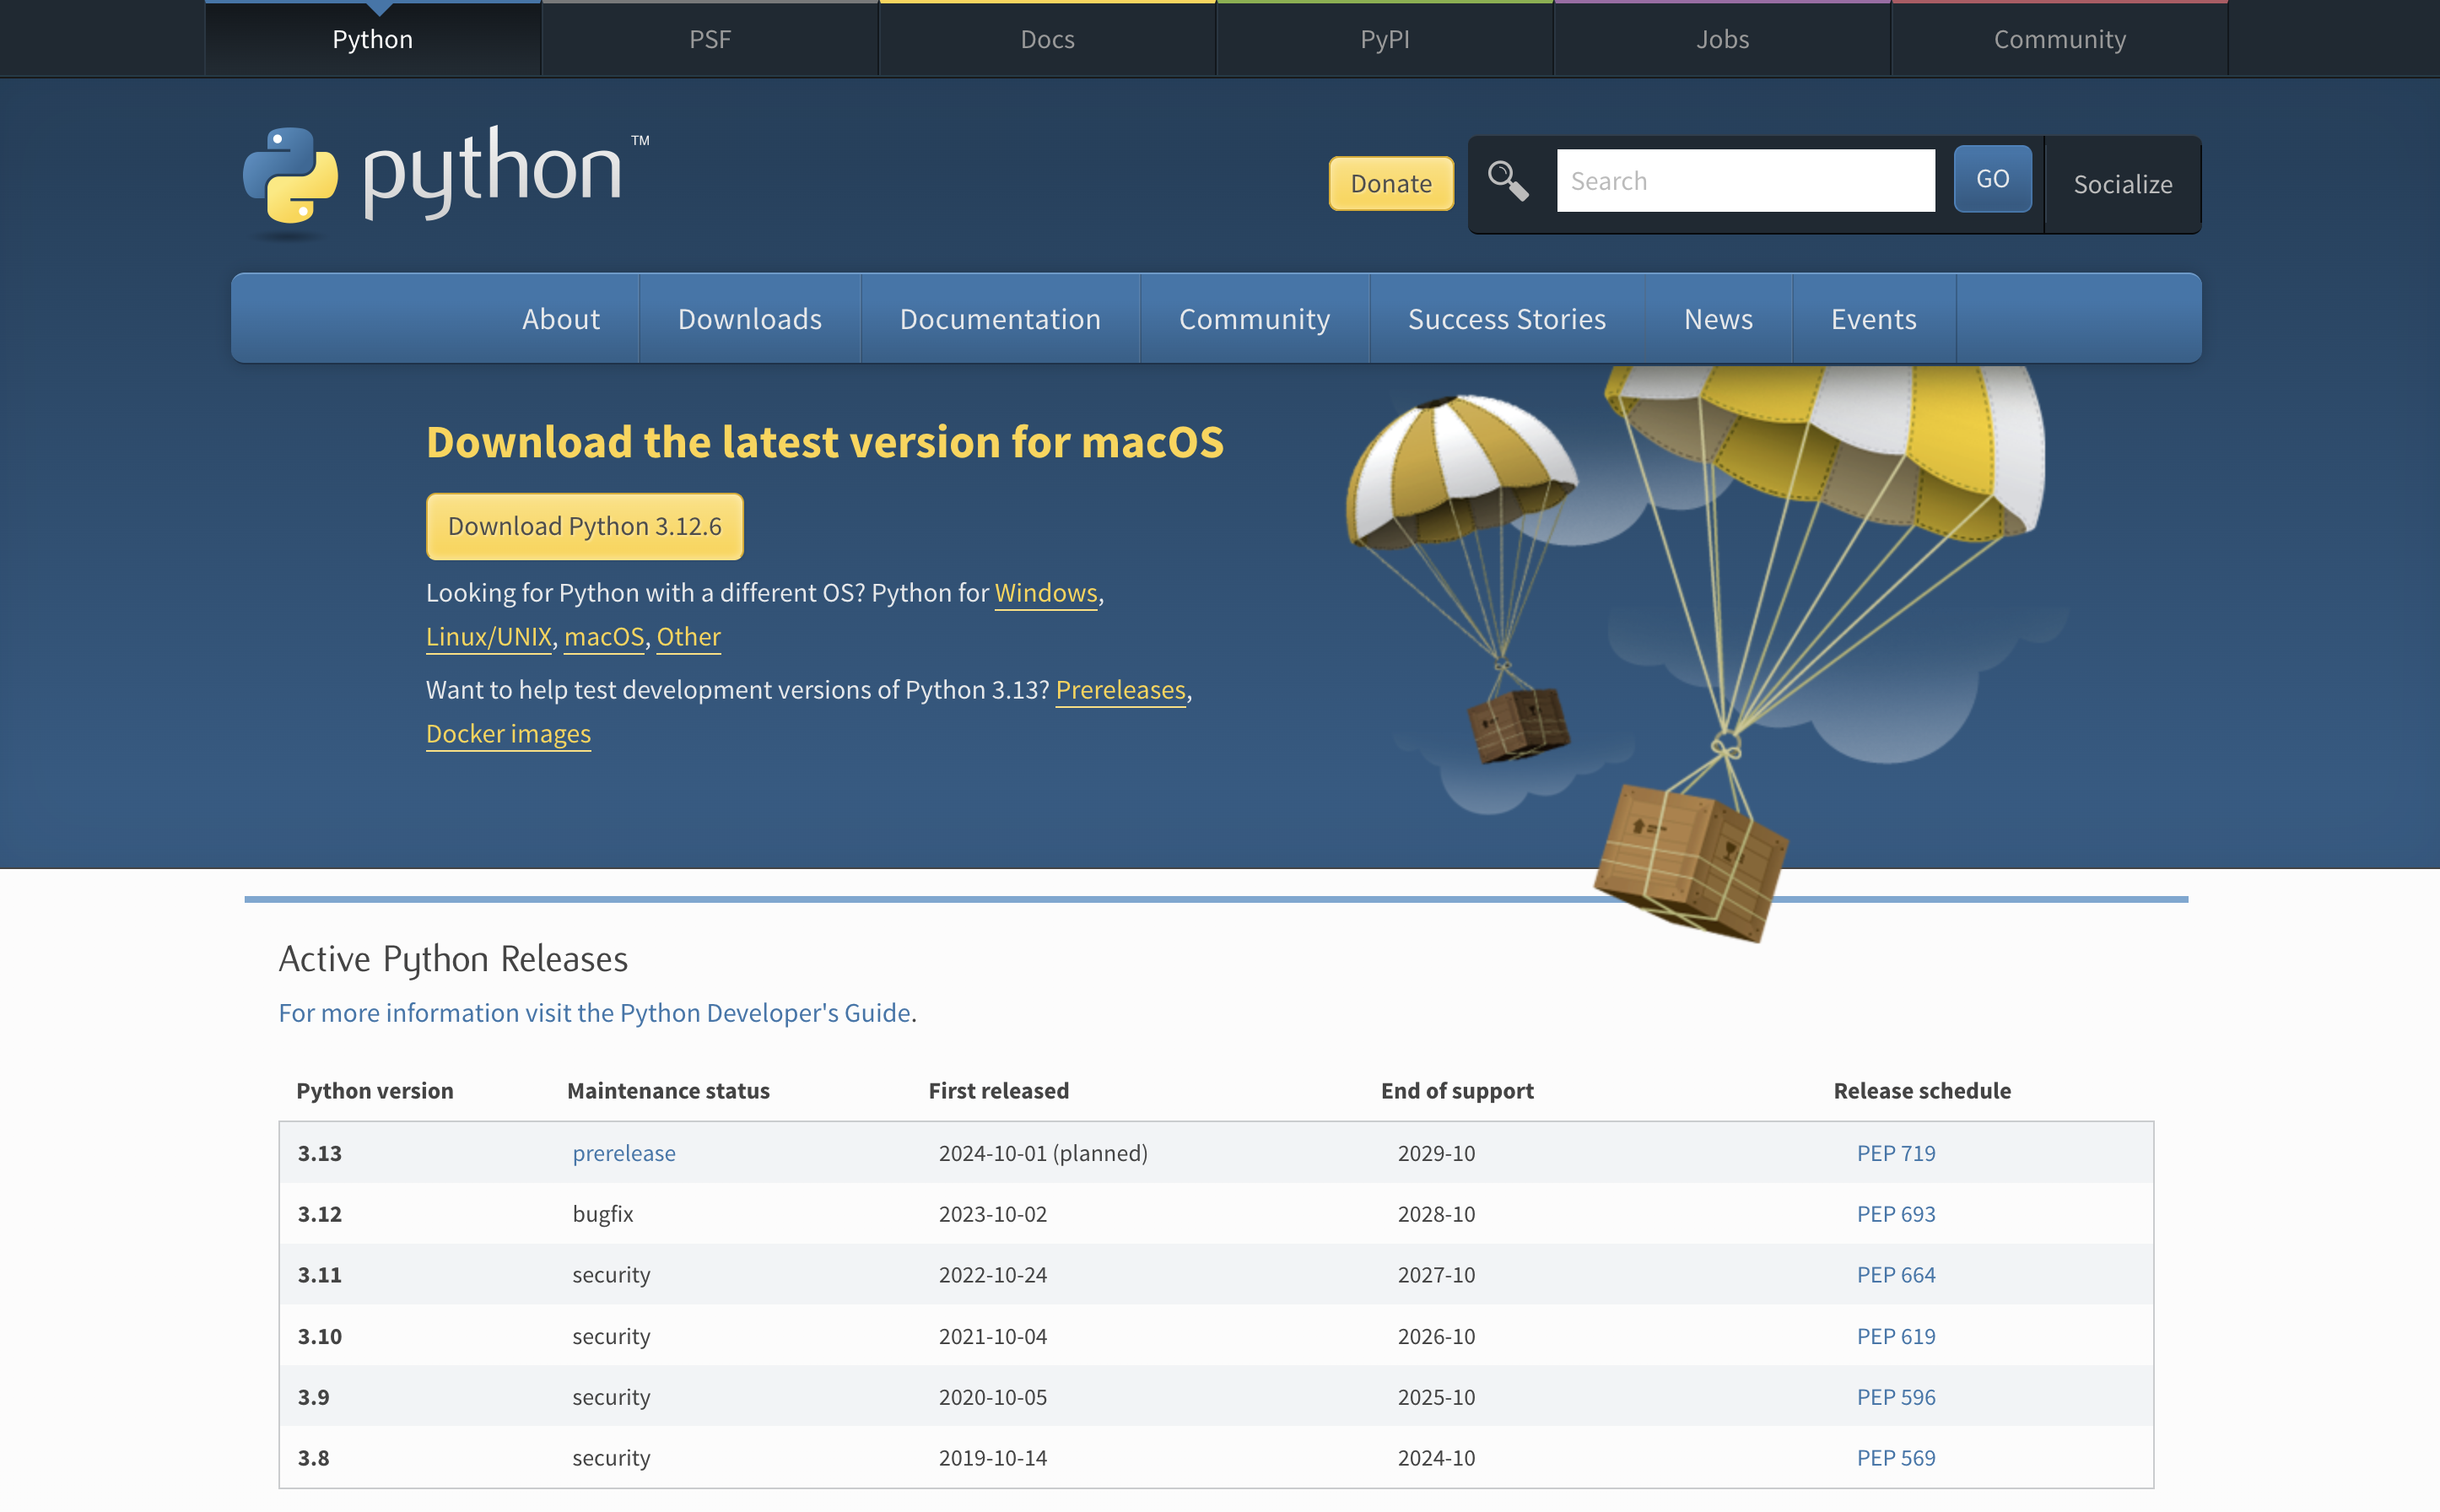 Python PSF Docs PyPI Jobs Community
python™
Donate Search GO Socialize
About Downloads Documentation Community Success Stories News Events
Download the latest version for macOS
Download Python 3.12.6
Looking for Python with a different OS? Python for Windows,
Linux/UNIX, macOS, Other
Want to help test development versions of Python 3.13? Prereleases,
Docker images
Active Python Releases
For more information visit the Python Developer's Guide.
Python version Maintenance status First released End of support Release schedule
3.13 prerelease 2024-10-01 (planned) 2029-10 PEP 719
3.12 bugfix 2023-10-02 2028-10 PEP 693
3.11 security 2022-10-24 2027-10 PEP 664
3.10 security 2021-10-04 2026-10 PEP 619
3.9 security 2020-10-05 2025-10 PEP 596
3.8 security 2019-10-14 2024-10 PEP 569